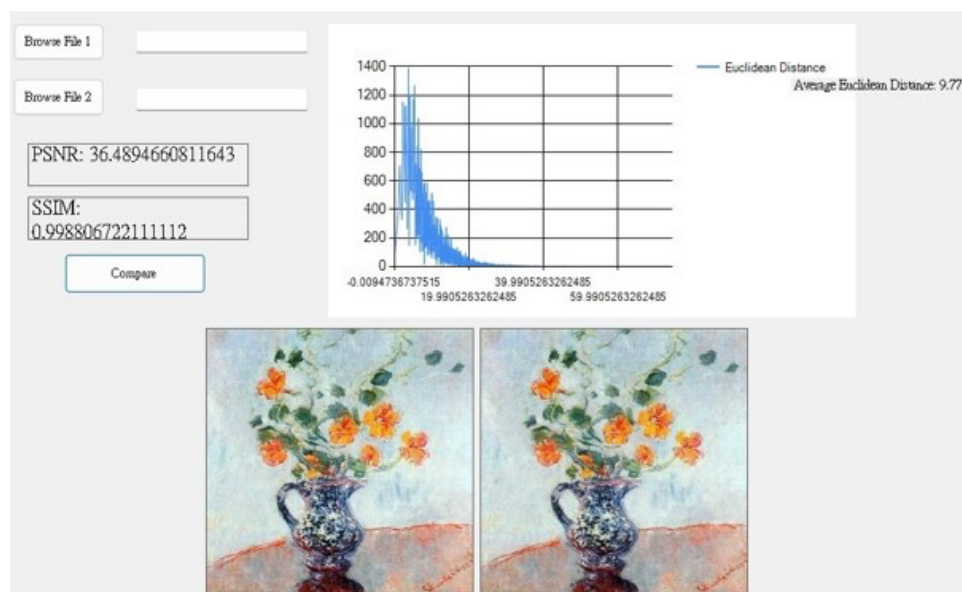 Browse File 1
Browse File 2
PSNR: 36.4894660811643
SSIM:
0.998806722111112
Compare
1400
1200
1000
800
600
400
200
0
-0.0094736737515
39.9905263262485
19.9905263262485
59.9905263262485
Euclidean Distance
Average Euclidean Distance: 9.77